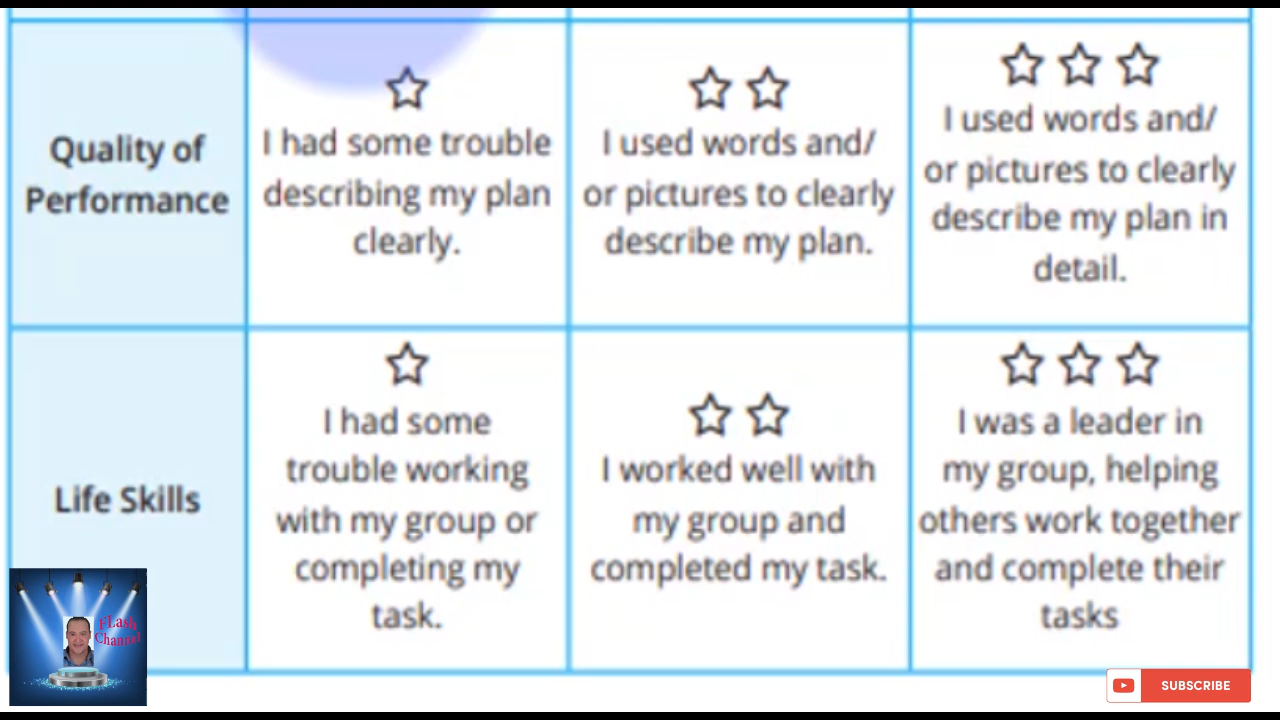 Quality of
Performance
I had some trouble
describing my plan
clearly.
I used words and/
or pictures to clearly
describe my plan.
I used words and/
or pictures to clearly
describe my plan in
detail.
Life Skills
I had some
trouble working
with my group or
completing my
task.
I worked well with
my group and
completed my task.
I was a leader in
my group, helping
others work together
and complete their
tasks
FLash
Channel
SUBSCRIBE